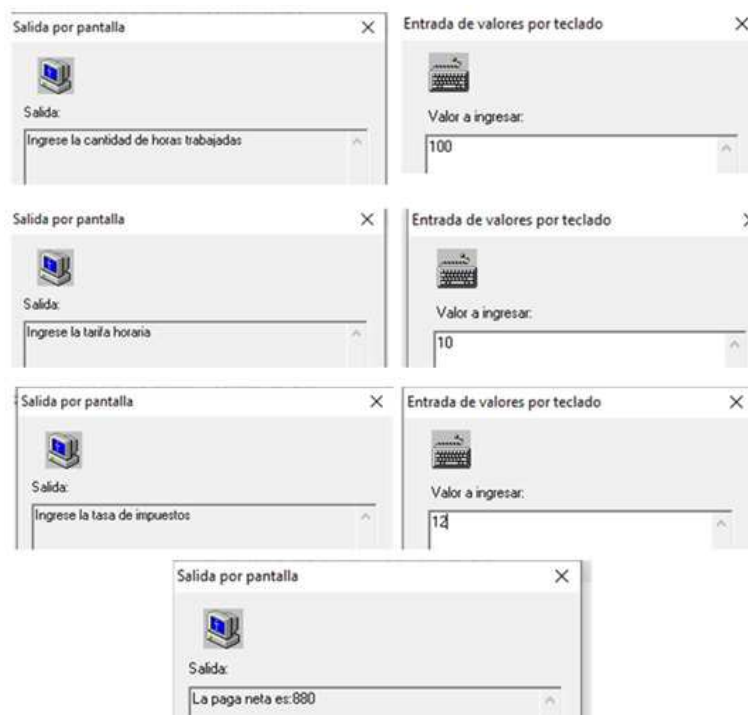 Salida por pantalla
Salida:
Ingrese la cantidad de horas trabajadas
Entrada de valores por teclado
Valor a ingresar:
100
Salida por pantalla
Salida:
Ingrese la tarifa horaria
Entrada de valores por teclado
Valor a ingresar:
10
Salida por pantalla
Salida:
Ingrese la tasa de impuestos
Entrada de valores por teclado
Valor a ingresar:
12
Salida por pantalla
Salida:
La paga neta es:880